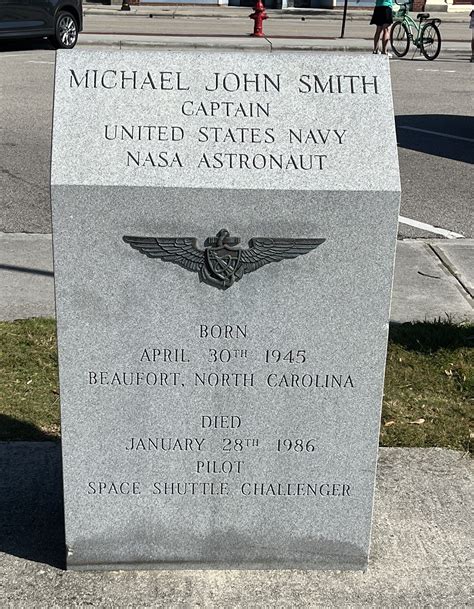 MICHAEL JOHN SMITH
CAPTAIN
UNITED STATES NAVY
NASA ASTRONAUT
BORN
APRIL 30TH 1945
BEAUFORT, NORTH CAROLINA
DIED
JANUARY 28TH 1986
PILOT
SPACE SHUTTLE CHALLENGER